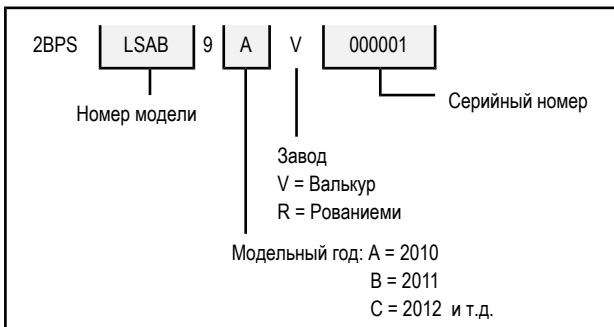 2BPS LSAB 9 A V 000001
Номер модели
Серийный номер
Завод
V = Валькур
R = Рованиеми
Модельный год: A = 2010
B = 2011
C = 2012 и т.д.